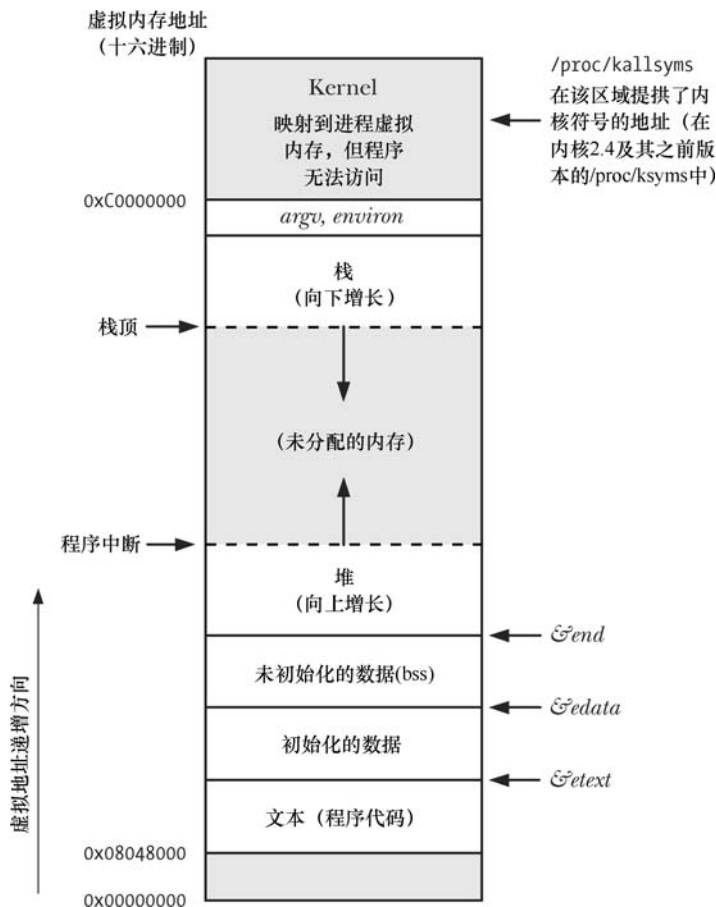 虚拟内存地址
(十六进制)
Kernel
映射到进程虚拟
内存，但程序
无法访问
/proc/kallsyms
在该区域提供了内
核符号的地址（在
内核2.4及其之前版
本的/proc/ksyms中）
0xC0000000
argv, environ
栈
(向下增长)
栈顶
(未分配的内存)
程序中断
堆
(向上增长)
&end
未初始化的数据(bss)
&edata
初始化的数据
&etext
文本（程序代码）
0x08048000
0x00000000
虚拟地址递增方向